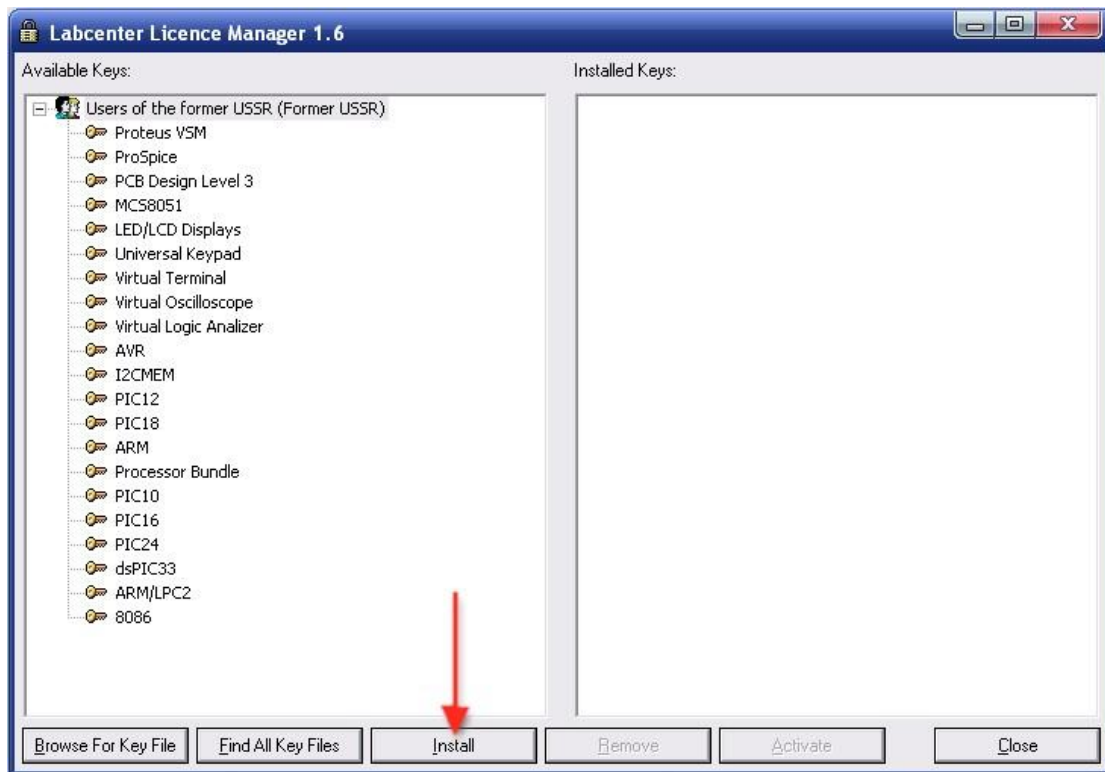 Labcenter Licence Manager 1.6
Available Keys:
Installed Keys:
Users of the former USSR (Former USSR)
Proteus VSM
ProSpice
PCB Design Level 3
MCS8051
LED/LCD Displays
Universal Keypad
Virtual Terminal
Virtual Oscilloscope
Virtual Logic Analizer
AVR
I2CMEM
PIC12
PIC18
ARM
Processor Bundle
PIC10
PIC16
PIC24
dsPIC33
ARM/LPC2
8086
Browse For Key File
Find All Key Files
Install
Remove
Activate
Close